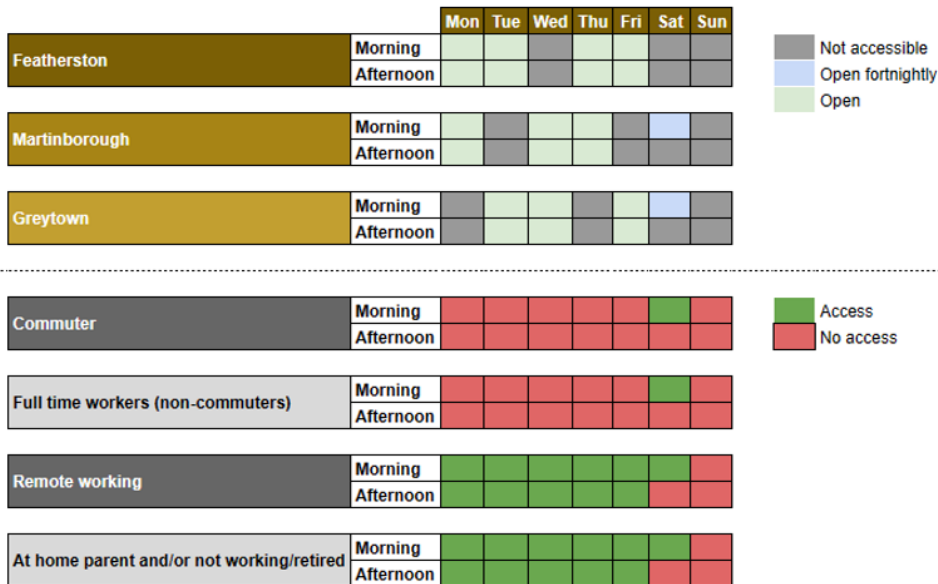 Mon Tue Wed Thu Fri Sat Sun
Featherston
Morning
Afternoon
Not accessible
Open fortnightly
Open
Martinborough
Morning
Afternoon
Greytown
Morning
Afternoon
Commuter
Morning
Afternoon
Access
No access
Full time workers (non-commuters)
Morning
Afternoon
Remote working
Morning
Afternoon
At home parent and/or not working/retired
Morning
Afternoon